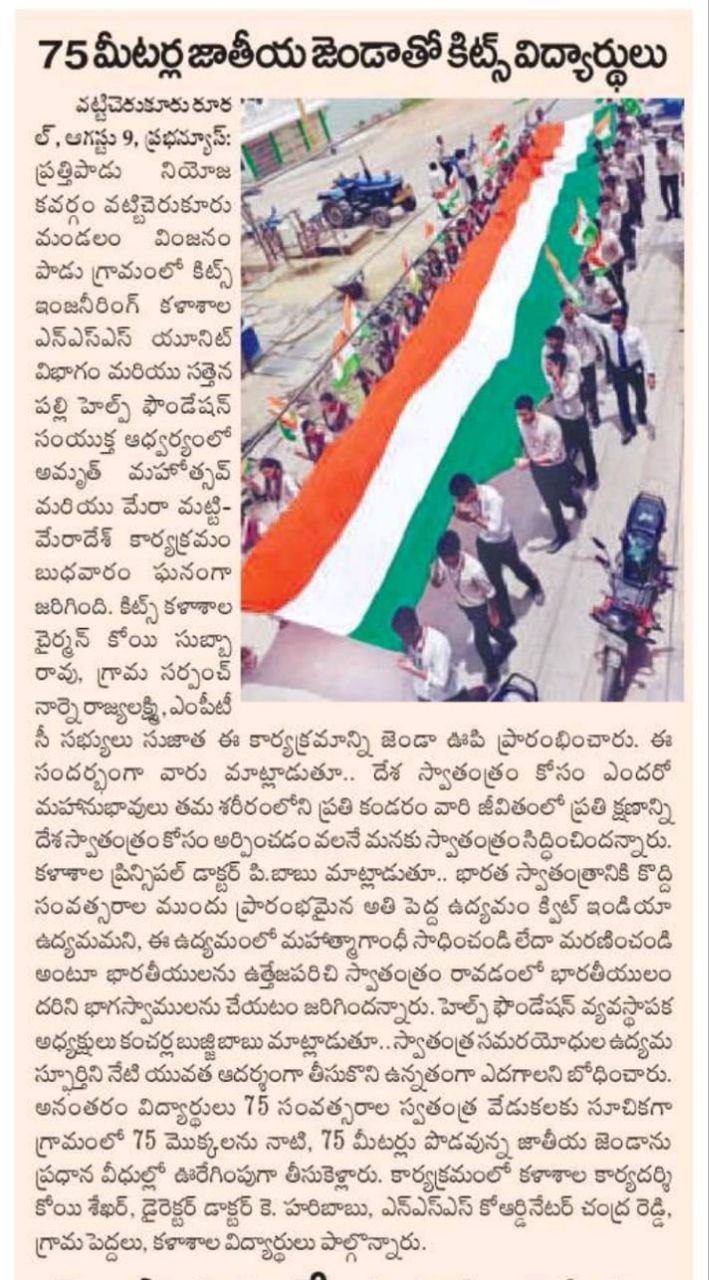 75 మీటర్ల జాతీయ జెండాతో కిట్స్ విద్యార్థులు
వట్టిచెరుకూరు రూర
ల్, ఆగస్టు 9, ప్రభన్యూస్:
ప్రత్తిపాడు నియోజ
కవర్గం వట్టిచెరుకూరు
మండలం వింజనం
పాడు గ్రామంలో కిట్స్
ఇంజనీరింగ్ కళాశాల
ఎన్ఎస్ఎస్ యూనిట్
విభాగం మరియు సత్తెన
పల్లి హెల్ప్ ఫౌండేషన్
సంయుక్త ఆధ్వర్యంలో
అమృత్ మహోత్సవ్
మరియు మేరా మట్టి-
మేరాదేశ్ కార్యక్రమం
బుధవారం ఘనంగా
జరిగింది. కిట్స్ కళాశాల
చైర్మన్ కోయి సుబ్బా
రావు, గ్రామ సర్పంచ్
నార్నె రాజ్యలక్ష్మి, ఎంపీటీ
సీ సభ్యులు సుజాత ఈ కార్యక్రమాన్ని జెండా ఊపి ప్రారంభించారు. ఈ
సందర్భంగా వారు మాట్లాడుతూ.. దేశ స్వాతంత్రం కోసం ఎందరో
మహానుభావులు తమ శరీరంలోని ప్రతి కండరం వారి జీవితంలో ప్రతి క్షణాన్ని
దేశ స్వాతంత్రం కోసం అర్పించడం వలనే మనకు స్వాతంత్రం సిద్ధించిందన్నారు.
కళాశాల ప్రిన్సిపల్ డాక్టర్ పి.బాబు మాట్లాడుతూ.. భారత స్వాతంత్రానికి కొద్ది
సంవత్సరాల ముందు ప్రారంభమైన అతి పెద్ద ఉద్యమం క్విట్ ఇండియా
ఉద్యమమని, ఈ ఉద్యమంలో మహాత్మాగాంధీ సాధించండి లేదా మరణించండి
అంటూ భారతీయులను ఉత్తేజపరిచి స్వాతంత్రం రావడంలో భారతీయులం
దరిని భాగస్వాములను చేయటం జరిగిందన్నారు. హెల్ప్ ఫౌండేషన్ వ్యవస్థాపక
అధ్యక్షులు కంచర్ల బుజ్జిబాబు మాట్లాడుతూ..స్వాతంత్ర సమరయోధుల ఉద్యమ
స్ఫూర్తిని నేటి యువత ఆదర్శంగా తీసుకొని ఉన్నతంగా ఎదగాలని బోధించారు.
అనంతరం విద్యార్థులు 75 సంవత్సరాల స్వతంత్ర వేడుకలకు సూచికగా
గ్రామంలో 75 మొక్కలను నాటి, 75 మీటర్లు పొడవున్న జాతీయ జెండాను
ప్రధాన వీధుల్లో ఊరేగింపుగా తీసుకెళ్లారు. కార్యక్రమంలో కళాశాల కార్యదర్శి
కోయి శేఖర్, డైరెక్టర్ డాక్టర్ కె. హరిబాబు, ఎన్ఎస్ఎస్ కోఆర్డినేటర్ చంద్ర రెడ్డి,
గ్రామ పెద్దలు, కళాశాల విద్యార్థులు పాల్గొన్నారు.